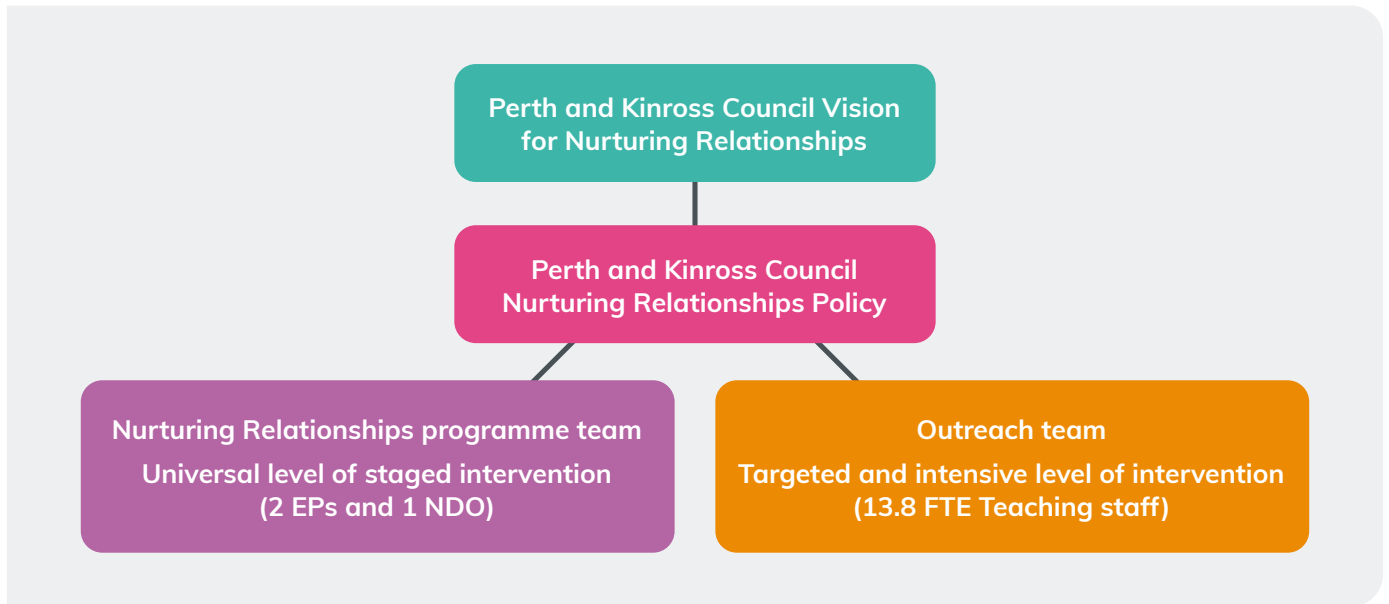 Perth and Kinross Council Vision
for Nurturing Relationships
Perth and Kinross Council
Nurturing Relationships Policy
Nurturing Relationships programme team
Universal level of staged intervention
(2 EPs and 1 NDO)
Outreach team
Targeted and intensive level of intervention
(13.8 FTE Teaching staff)